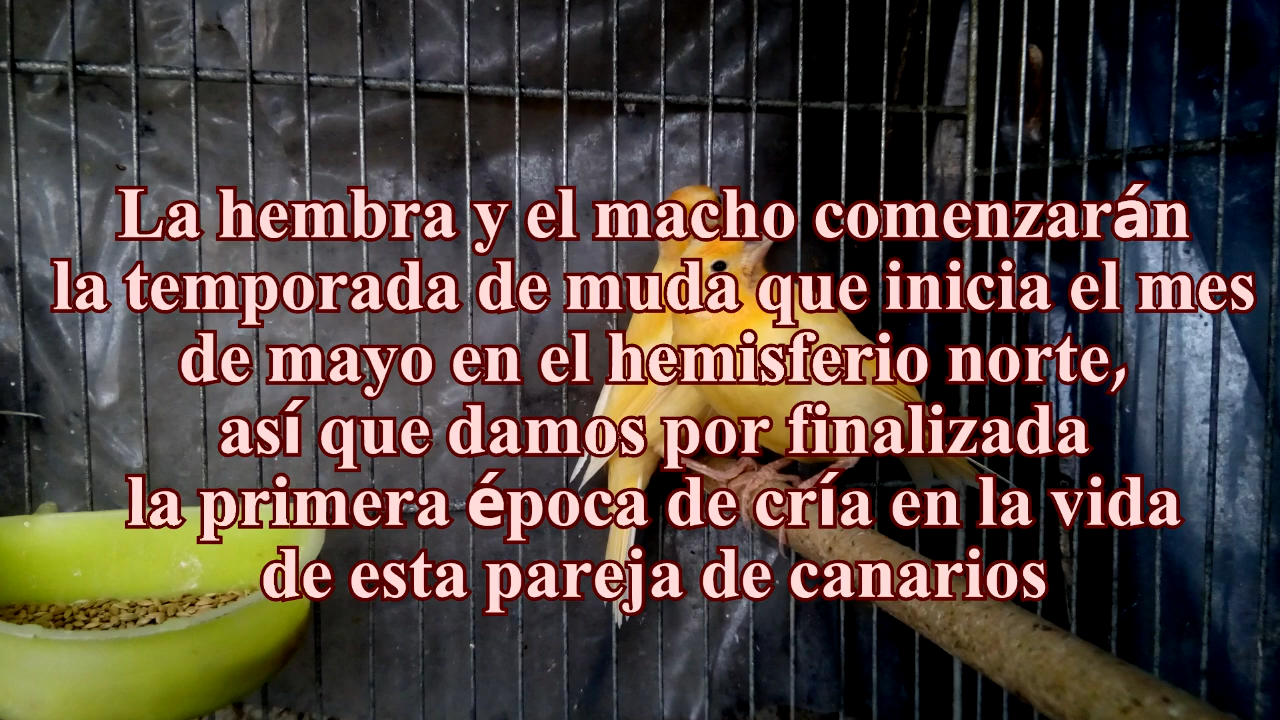 La hembra y el macho comenzarán
la temporada de muda que inicia el mes
de mayo en el hemisferio norte,
así que damos por finalizada
la primera época de cría en la vida
de esta pareja de canarios